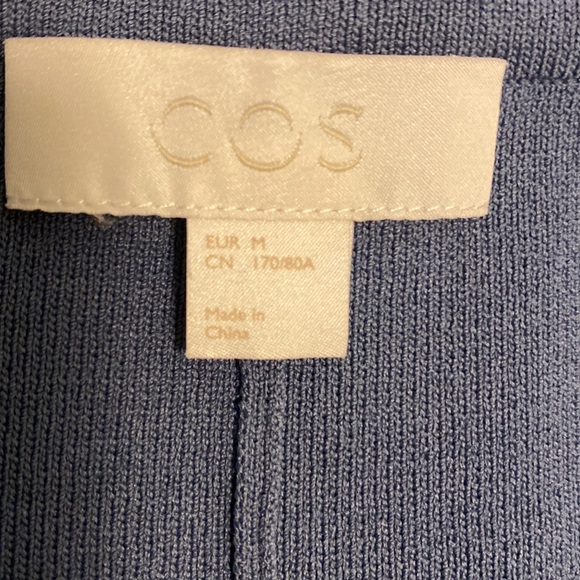 COS
EUR M
CN 170/80A
Made in
China